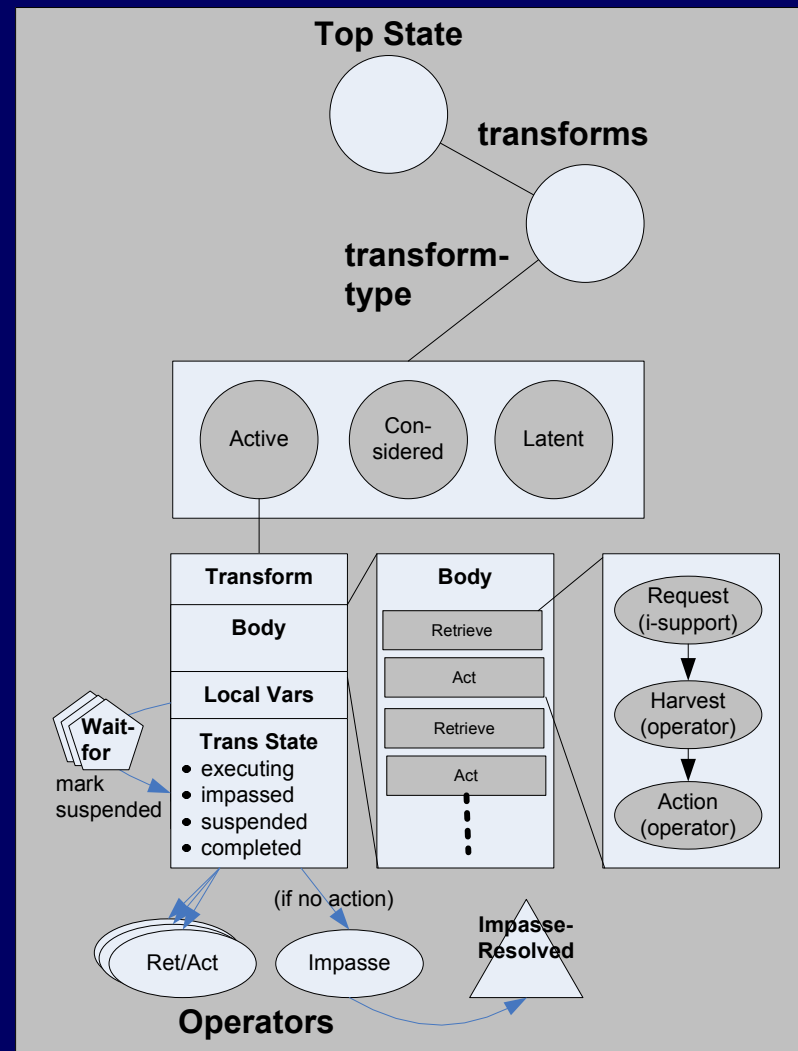 Top State
transforms
transform-
type
Active
Con-
sidered
Latent
Transform
Body
Local Vars
Trans State
• executing
• impassed
• suspended
• completed
Wait-
for
mark
suspended
Body
Retrieve
Act
Retrieve
Act
Request
(i-support)
Harvest
(operator)
Action
(operator)
(if no action)
Ret/Act
Impasse
Impasse-
Resolved
Operators